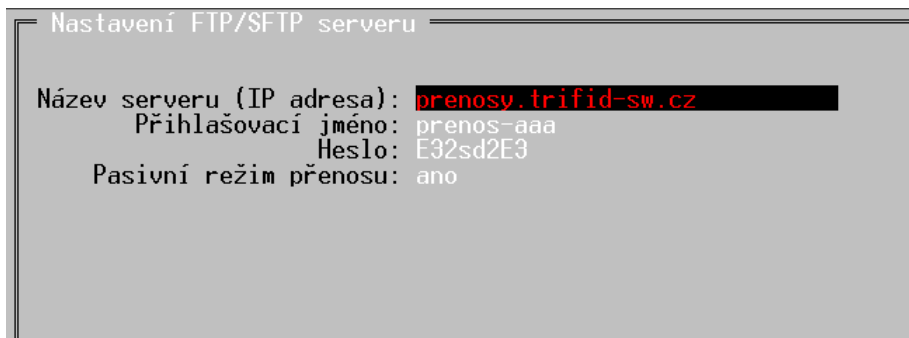 Nastavení FTP/SFTP serveru
Název serveru (IP adresa): prenosy.trifid-sw.cz
Přihlašovací jméno: prenos-aaa
Heslo: E32sd2E3
Pasivní režim přenosu: ano